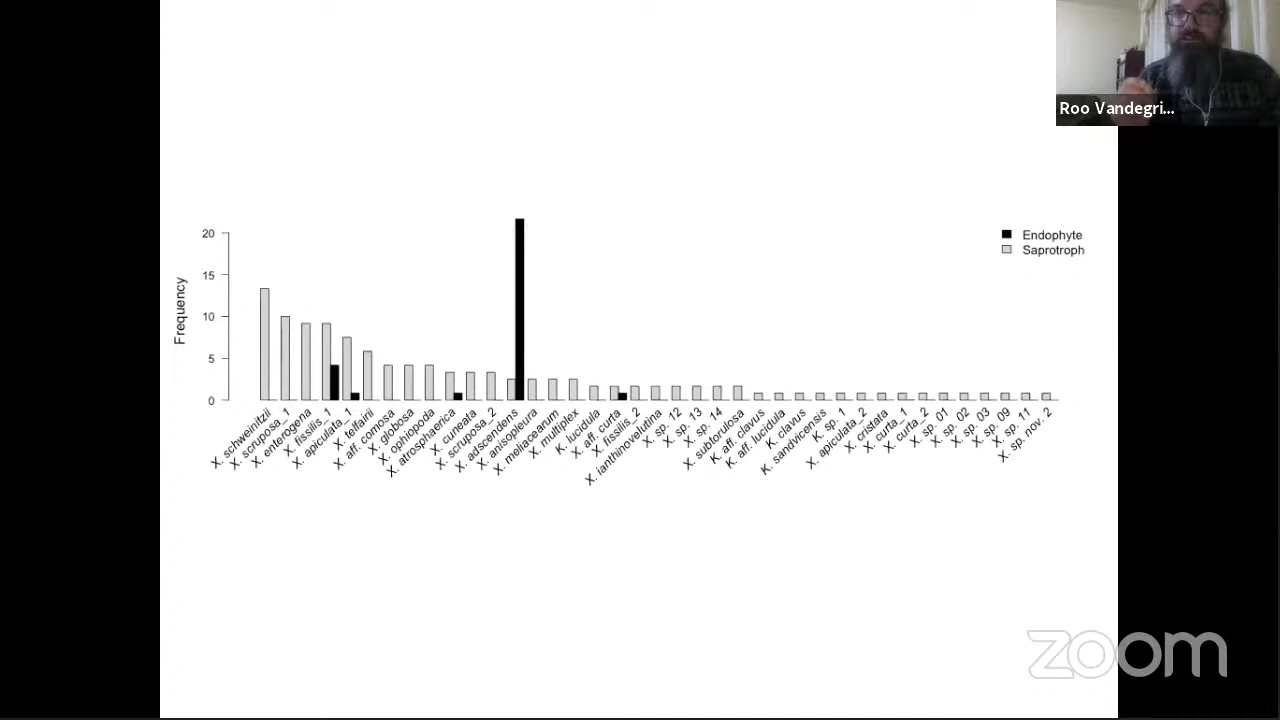 Roo Vandegri...
Endophyte
Saprotroph
Frequency
20
15
10
5
0
X. schweinitzii
X. scruposa_1
X. enterogena
X. fissilis_1
X. apiculata_1
X. telfairii
X. aff. comosa
X. globosa
X. ophiopoda
X. atrosphaerica
X. cuneata
X. scruposa_2
X. adscendens
X. anisopleura
X. meliaceanum
X. multiplex
K. lucidula
X. aff. curta
X. fissilis_2
X. ianthinovelutina
X. sp. 12
X. sp. 13
X. sp. 14
X. subtorulosa
K. aff. clavus
K. aff. lucidula
K. clavus
K. sandvicensis
K. sp. 1
X. apiculata_2
X. cristata
X. curta_1
X. curta_2
X. sp. 01
X. sp. 02
X. sp. 03
X. sp. 09
X. sp. 11
X. sp. nov. 2
zoom